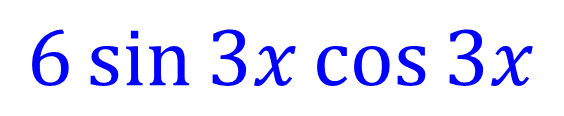 6 sin 3𝑥 cos 3𝑥